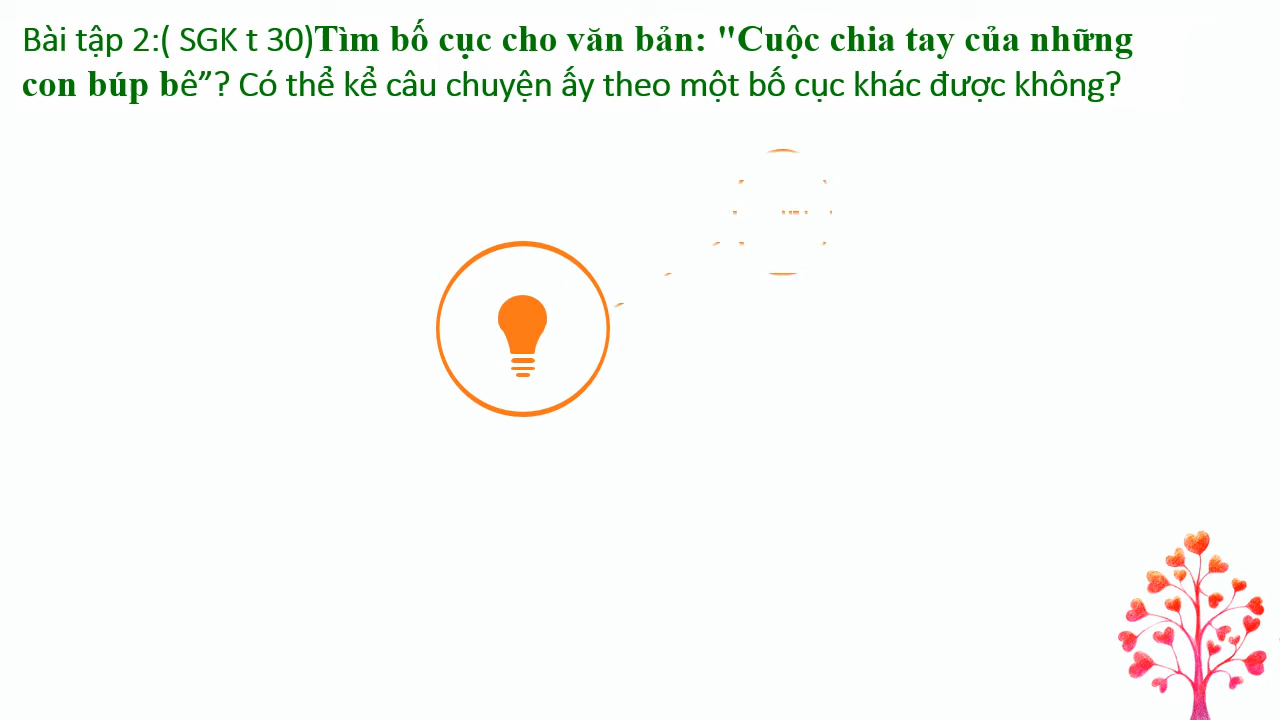 Bài tập 2:( SGK t 30)Tìm bố cục cho văn bản: "Cuộc chia tay của những
con búp bê”? Có thể kể câu chuyện ấy theo một bố cục khác được không?